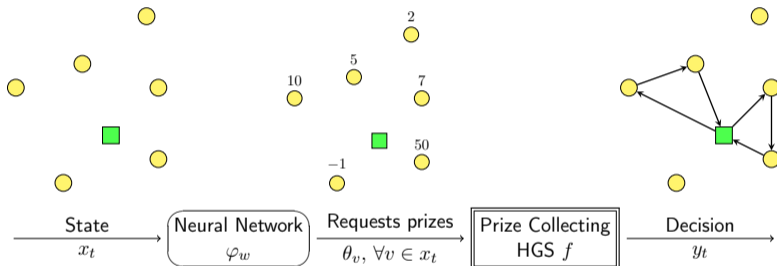 2
5
10
7
50
−1
State
x_t
Neural Network
φ_w
Requests prizes
θ_v, ∀v ∈ x_t
Prize Collecting
HGS f
Decision
y_t